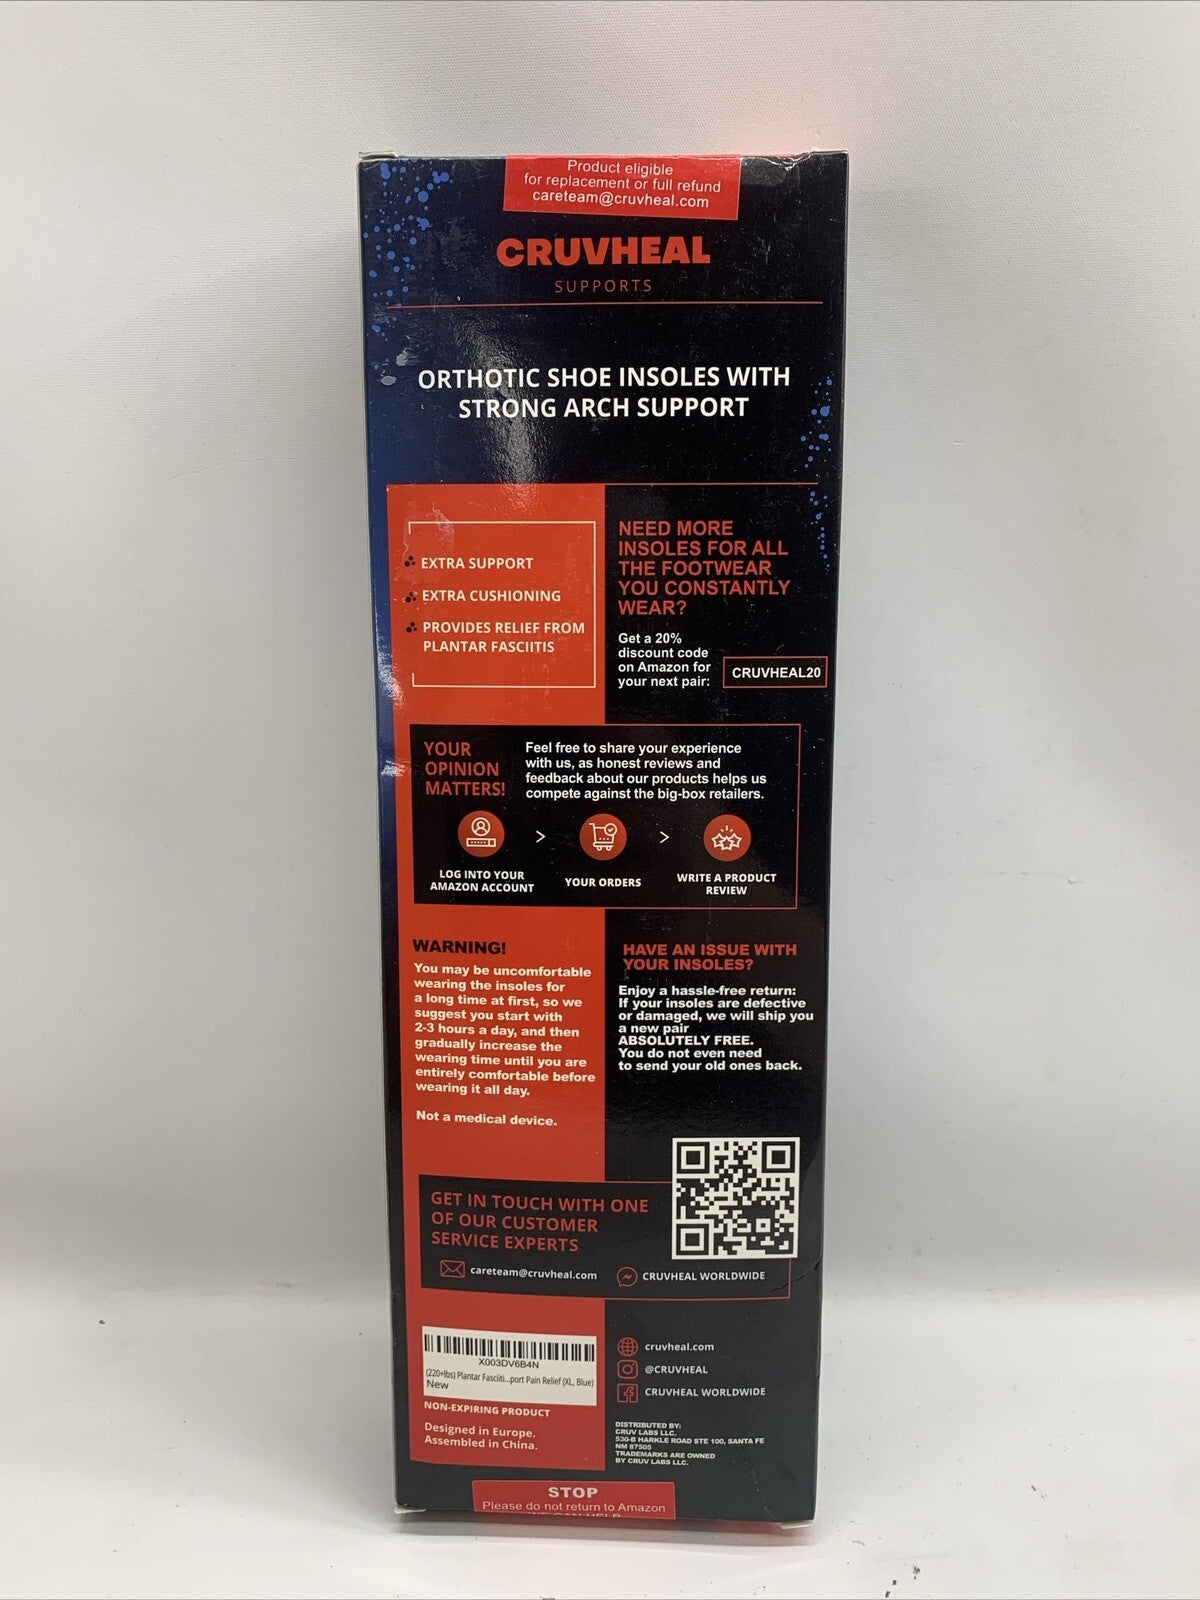 Product eligible
for replacement or full refund
careteam@cruvheal.com
CRUVHEAL
SUPPORTS
ORTHOTIC SHOE INSOLES WITH
STRONG ARCH SUPPORT
EXTRA SUPPORT
EXTRA CUSHIONING
PROVIDES RELIEF FROM
PLANTAR FASCIITIS
NEED MORE
INSOLES FOR ALL
THE FOOTWEAR
YOU CONSTANTLY
WEAR?
Get a 20%
discount code
on Amazon for
your next pair:
CRUVHEAL20
YOUR
OPINION
MATTERS!
Feel free to share your experience
with us, as honest reviews and
feedback about our products helps us
compete against the big-box retailers.
LOG INTO YOUR
AMAZON ACCOUNT
>
YOUR ORDERS
>
WRITE A PRODUCT
REVIEW
WARNING!
You may be uncomfortable
wearing the insoles for
a long time at first, so we
suggest you start with
2-3 hours a day, and then
gradually increase the
wearing time until you are
entirely comfortable before
wearing it all day.
Not a medical device.
HAVE AN ISSUE WITH
YOUR INSOLES?
Enjoy a hassle-free return:
If your insoles are defective
or damaged, we will ship you
a new pair
ABSOLUTELY FREE.
You do not even need
to send your old ones back.
GET IN TOUCH WITH ONE
OF OUR CUSTOMER
SERVICE EXPERTS
careteam@cruvheal.com
CRUVHEAL WORLDWIDE
X003DV6B4N
(220+lbs) Plantar Fasciiti...port Pain Relief (XL, Blue)
New
NON-EXPIRING PRODUCT
Designed in Europe.
Assembled in China.
cruvheal.com
@CRUVHEAL
CRUVHEAL WORLDWIDE
DISTRIBUTED BY:
CRUV LABS LLC.
530-B HARKLE ROAD STE 100, SANTA FE
NM 87505
TRADEMARKS ARE OWNED
BY CRUV LABS LLC.
STOP
Please do not return to Amazon
WE CAN HELP